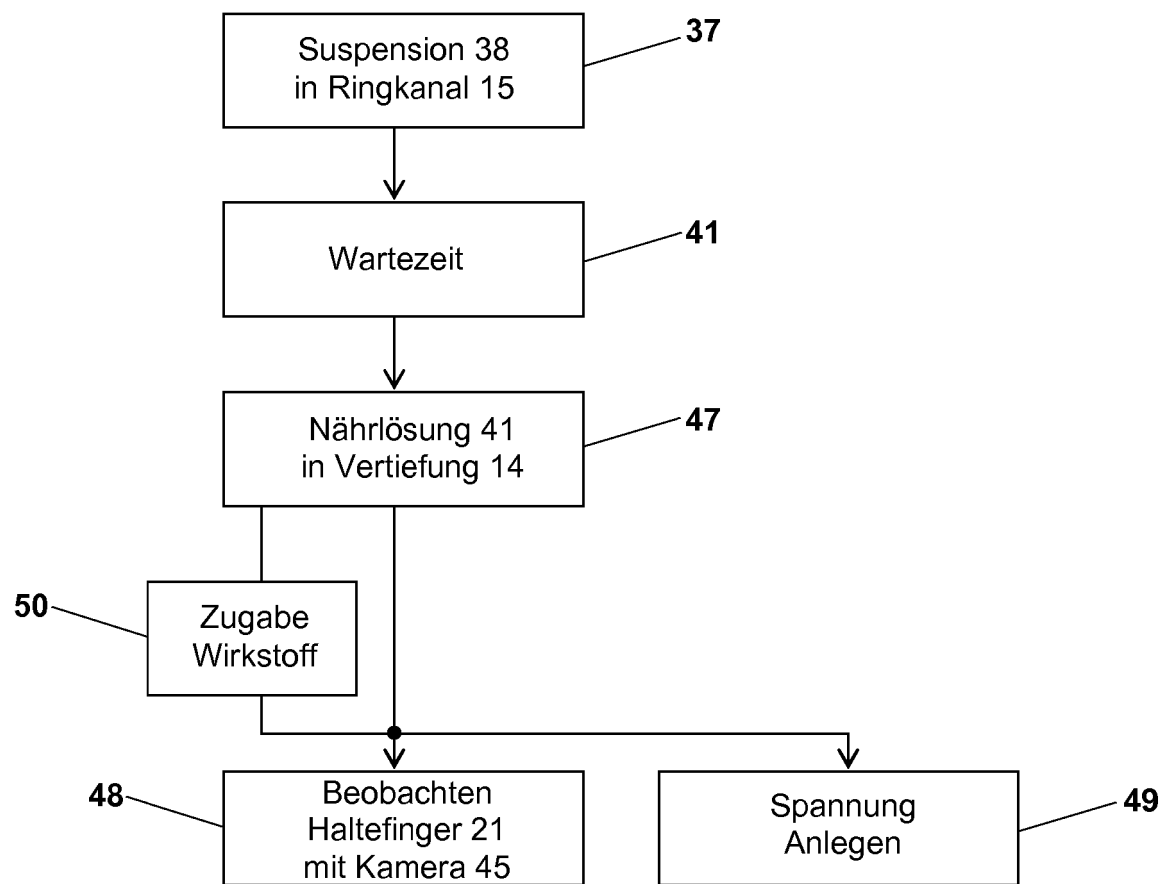 Suspension 38
in Ringkanal 15
37
Wartezeit
41
Nährlösung 41
in Vertiefung 14
47
50
Zugabe
Wirkstoff
48
Beobachten
Haltefinger 21
mit Kamera 45
Spannung
Anlegen
49